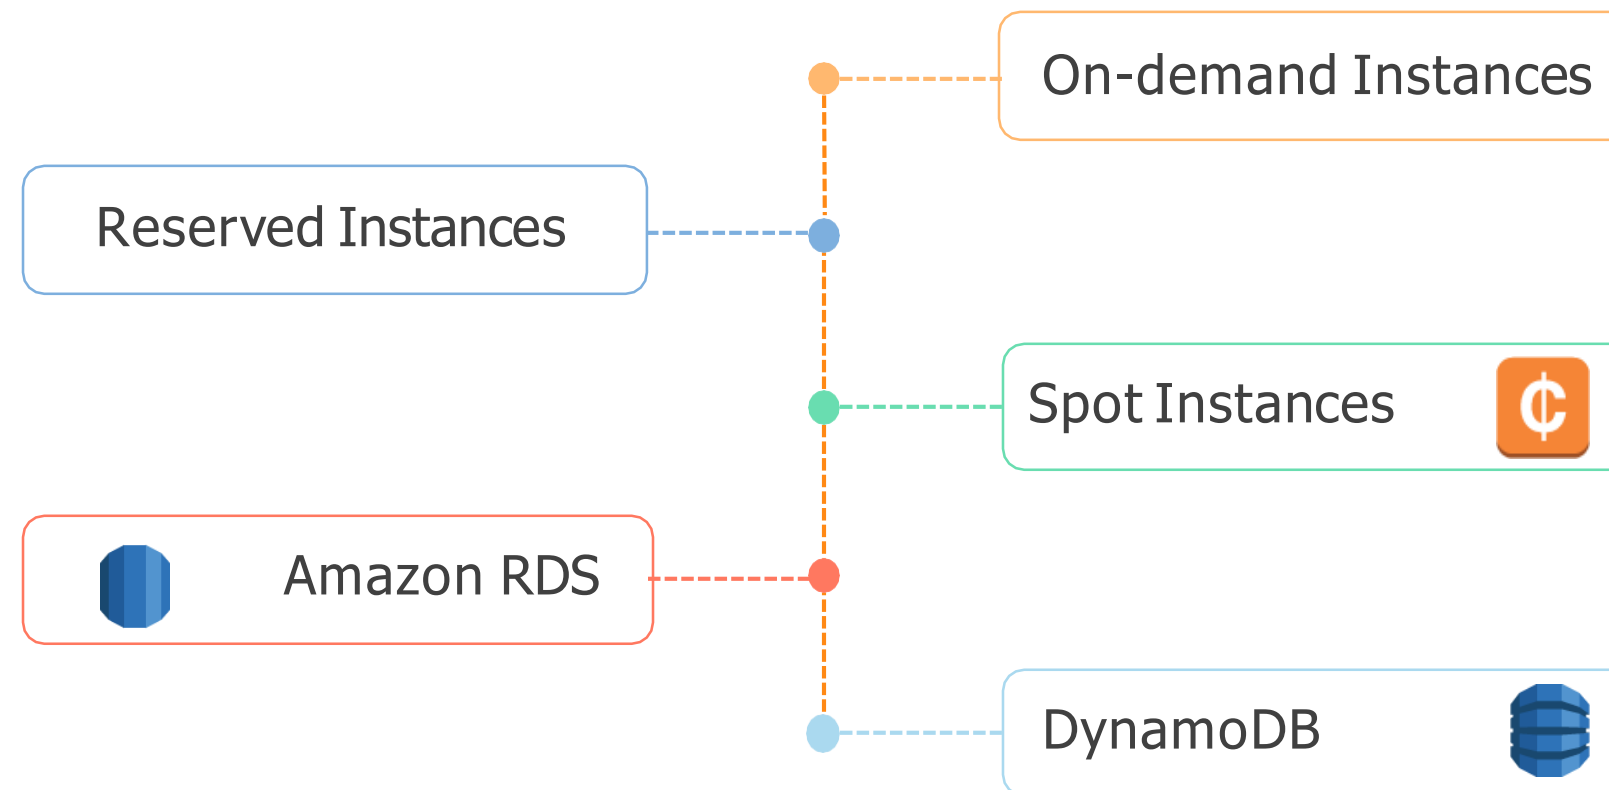 On-demand Instances
Reserved Instances
Spot Instances
Amazon RDS
DynamoDB